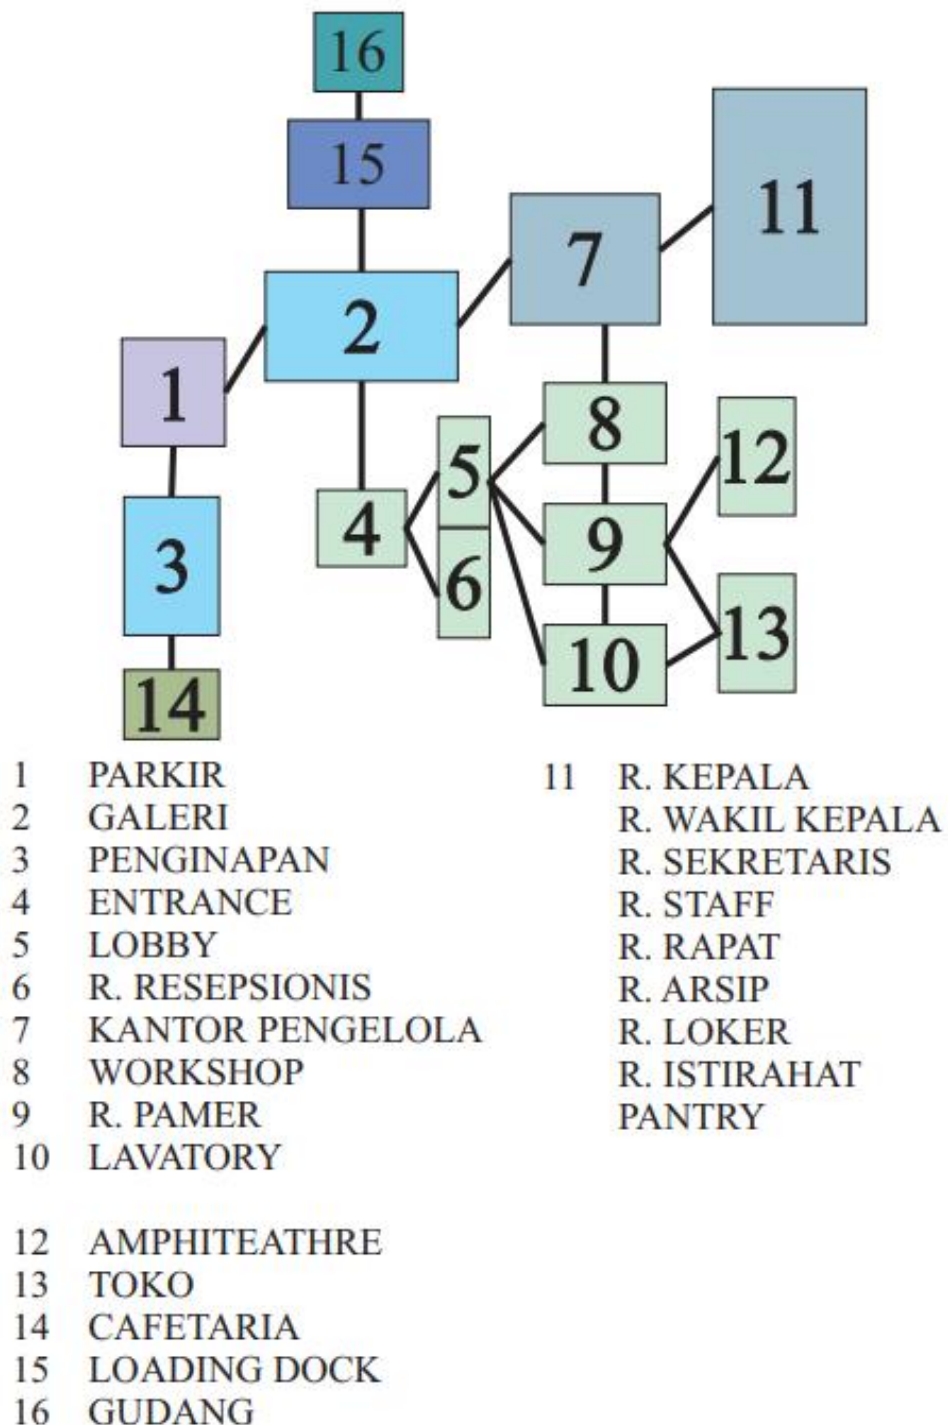 16
15
11
7
2
1
8
12
5
4
9
3
6
13
10
14
1 PARKIR
2 GALERI
3 PENGINAPAN
4 ENTRANCE
5 LOBBY
6 R. RESEPSIONIS
7 KANTOR PENGELOLA
8 WORKSHOP
9 R. PAMER
10 LAVATORY
12 AMPHITEATHRE
13 TOKO
14 CAFETARIA
15 LOADING DOCK
16 GUDANG
11 R. KEPALA
R. WAKIL KEPALA
R. SEKRETARIS
R. STAFF
R. RAPAT
R. ARSIP
R. LOKER
R. ISTIRAHAT
PANTRY